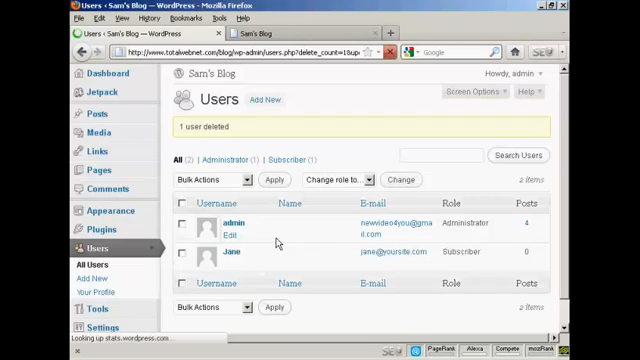 Users ‹ Sam's Blog — WordPress - Mozilla Firefox
File Edit View History Bookmarks Tools Help
Users ‹ Sam's Blog — WordPress
Sam's Blog
http://www.totalwebnet.com/blog/wp-admin/users.php?delete_count=1&up
Google
SEO
Dashboard
Jetpack
Posts
Media
Links
Pages
Comments
Appearance
Plugins
Users
All Users
Add New
Your Profile
Tools
Settings
Sam's Blog
Howdy, admin
Users Add New
Screen Options Help
1 user deleted
All (2) | Administrator (1) | Subscriber (1)
Search Users
Bulk Actions Apply Change role to... Change 2 items
Username Name E-mail Role Posts
admin newvideo4you@gma
il.com Administrator 4
Edit
Jane jane@yoursite.com Subscriber 0
Username Name E-mail Role Posts
Bulk Actions Apply 2 items
Looking up stats.wordpress.com...
SEO PageRank Alexa Compete mozRank